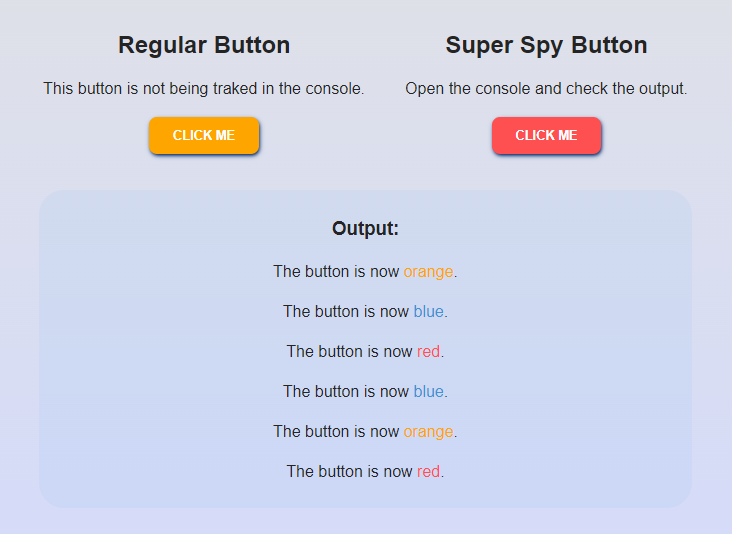 Regular Button
This button is not being traked in the console.
CLICK ME
Super Spy Button
Open the console and check the output.
CLICK ME
Output:
The button is now orange.
The button is now blue.
The button is now red.
The button is now blue.
The button is now orange.
The button is now red.